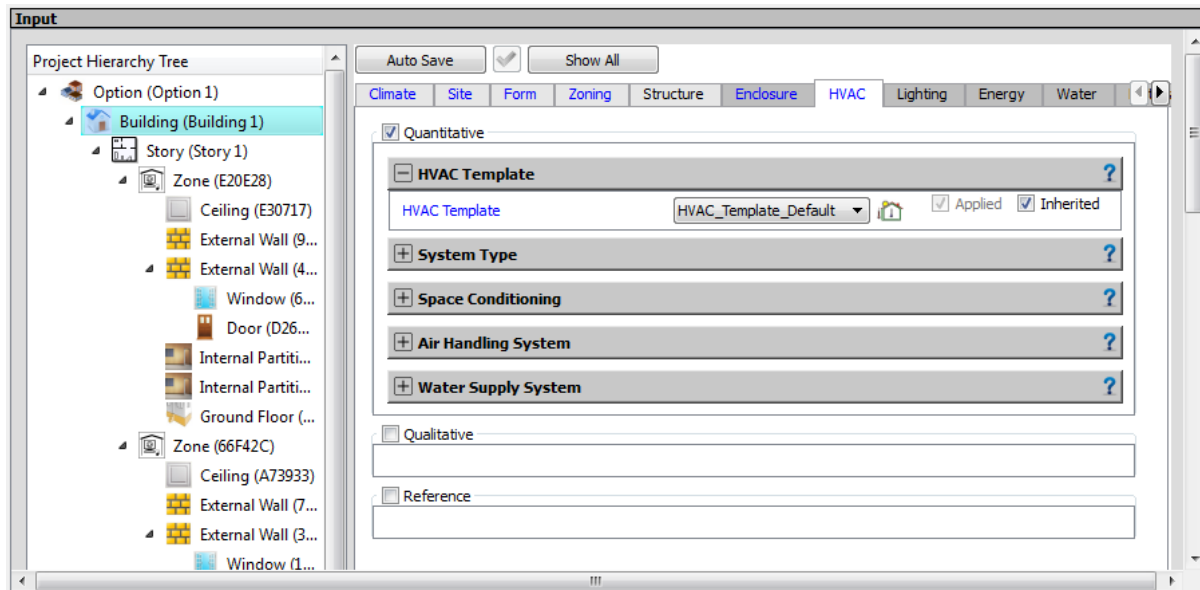 Input
Project Hierarchy Tree
Option (Option 1)
Building (Building 1)
Story (Story 1)
Zone (E20E28)
Ceiling (E30717)
External Wall (9...
External Wall (4...
Window (6...
Door (D26...
Internal Partiti...
Internal Partiti...
Ground Floor (...
Zone (66F42C)
Ceiling (A73933)
External Wall (7...
External Wall (3...
Window (1...
Auto Save Show All
Climate Site Form Zoning Structure Enclosure HVAC Lighting Energy Water
Quantitative
HVAC Template ?
HVAC Template HVAC_Template_Default Applied Inherited
System Type ?
Space Conditioning ?
Air Handling System ?
Water Supply System ?
Qualitative
Reference